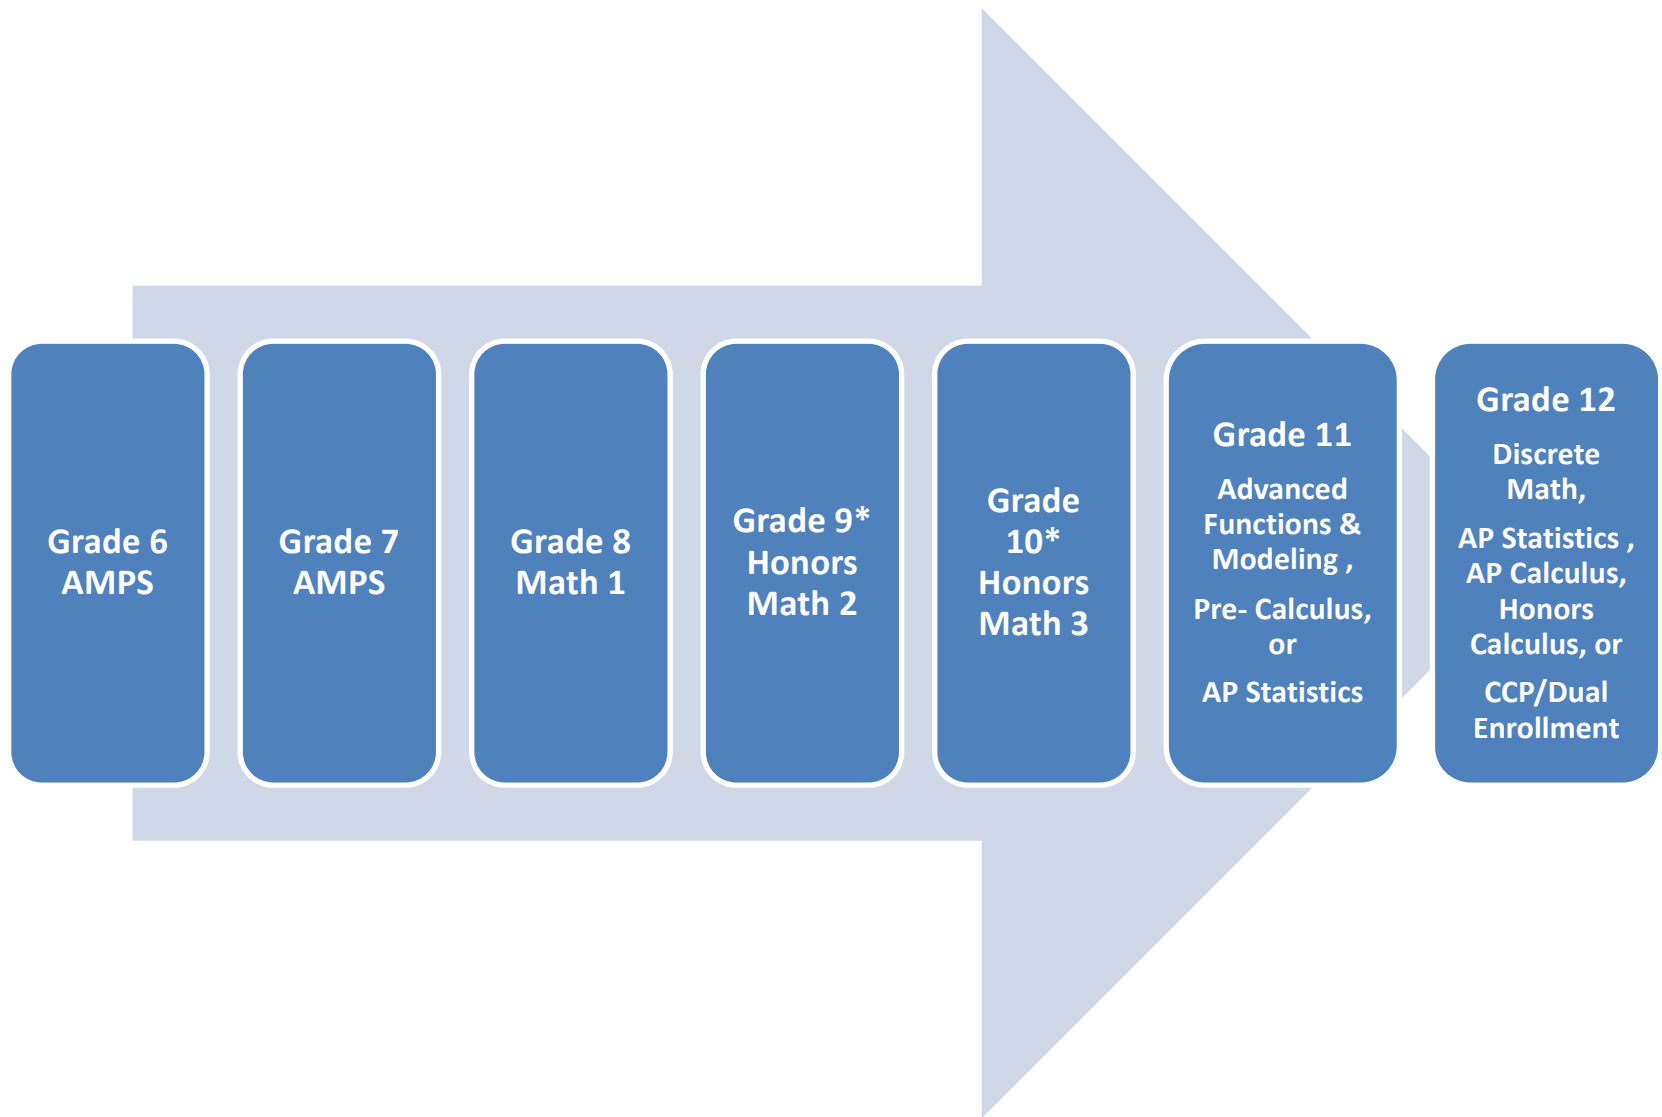 Grade 6
AMPS
Grade 7
AMPS
Grade 8
Math 1
Grade 9*
Honors
Math 2
Grade
10*
Honors
Math 3
Grade 11
Advanced
Functions &
Modeling ,
Pre- Calculus,
or
AP Statistics
Grade 12
Discrete
Math,
AP Statistics ,
AP Calculus,
Honors
Calculus, or
CCP/Dual
Enrollment